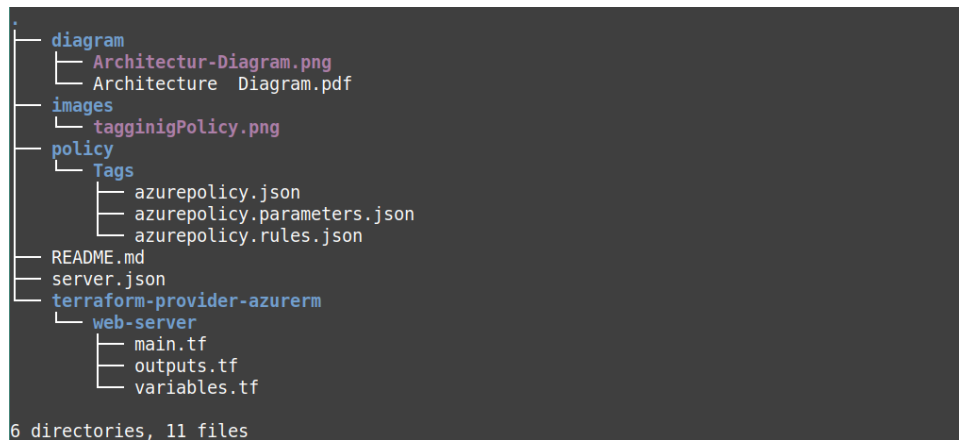 .
├── diagram
│   ├── Architectur-Diagram.png
│   └── Architecture  Diagram.pdf
├── images
│   └── tagginigPolicy.png
├── policy
│   └── Tags
│       ├── azurepolicy.json
│       ├── azurepolicy.parameters.json
│       └── azurepolicy.rules.json
├── README.md
├── server.json
└── terraform-provider-azurerm
    └── web-server
        ├── main.tf
        ├── outputs.tf
        └── variables.tf

6 directories, 11 files